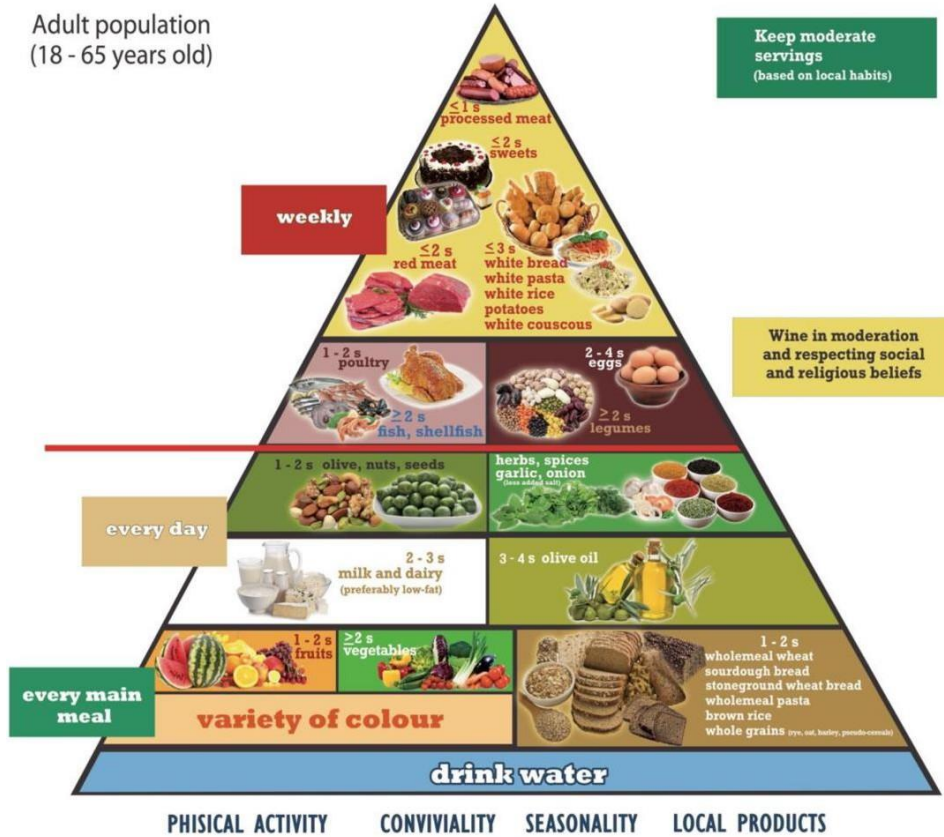 Adult population
(18 - 65 years old)
Keep moderate
servings
(based on local habits)
≤1 s
processed meat
≤2 s
sweets
weekly
≤2 s
red meat
≤3 s
white bread
white pasta
white rice
potatoes
white couscous
Wine in moderation
and respecting social
and religious beliefs
1 - 2 s
poultry
≥2 s
fish, shellfish
2 - 4 s
eggs
≥2 s
legumes
1 - 2 s olive, nuts, seeds
herbs, spices
garlic, onion
(less added salt)
every day
2 - 3 s
milk and dairy
(preferably low-fat)
3 - 4 s olive oil
1 - 2 s
fruits
≥2 s
vegetables
1 - 2 s
wholemeal wheat
sourdough bread
stoneground wheat bread
wholemeal pasta
brown rice
whole grains (rye, oat, barley, pseudo-cereals)
every main
meal
variety of colour
drink water
PHISICAL ACTIVITY CONVIVIALITY SEASONALITY LOCAL PRODUCTS